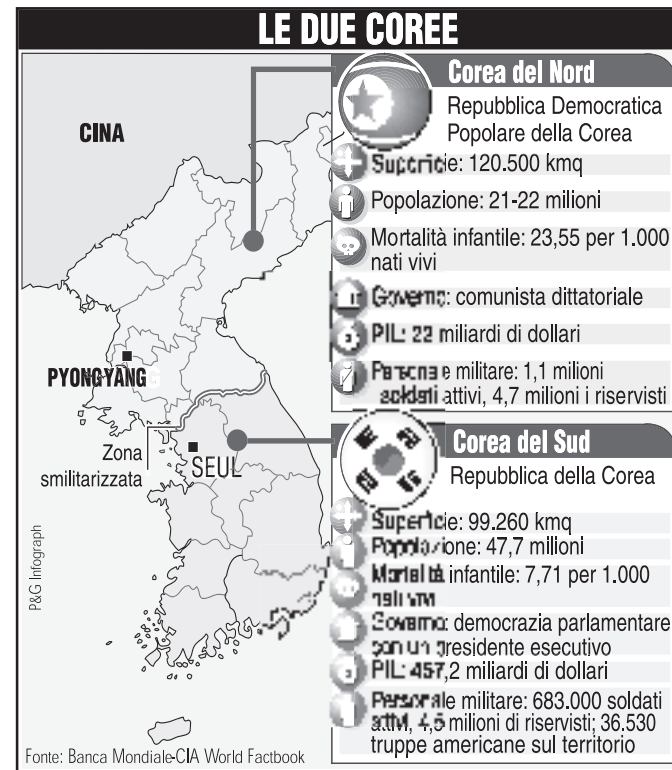 LE DUE COREE
CINA
PYONGYANG
Zona
smilitarizzata
SEUL
P&G Infograph
Corea del Nord
Repubblica Democratica
Popolare della Corea
Superficie: 120.500 kmq
Popolazione: 21-22 milioni
Mortalità infantile: 23,55 per 1.000
nati vivi
Governo: comunista dittatoriale
PIL: 22 miliardi di dollari
Personale militare: 1,1 milioni
soldati attivi, 4,7 milioni i riservisti
Corea del Sud
Repubblica della Corea
Superficie: 99.260 kmq
Popolazione: 47,7 milioni
Mortalità infantile: 7,71 per 1.000
nati vivi
Governo: democrazia parlamentare
con un presidente esecutivo
PIL: 457,2 miliardi di dollari
Personale militare: 683.000 soldati
attivi, 4,5 milioni di riservisti; 36.530
truppe americane sul territorio
Fonte: Banca Mondiale-CIA World Factbook